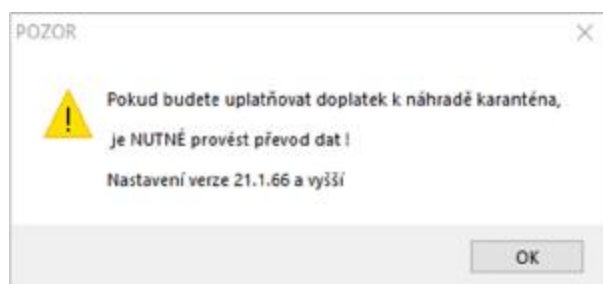 POZOR
Pokud budete uplatňovat doplatek k náhradě karanténa,
je NUTNÉ provést převod dat !
Nastavení verze 21.1.66 a vyšší
OK